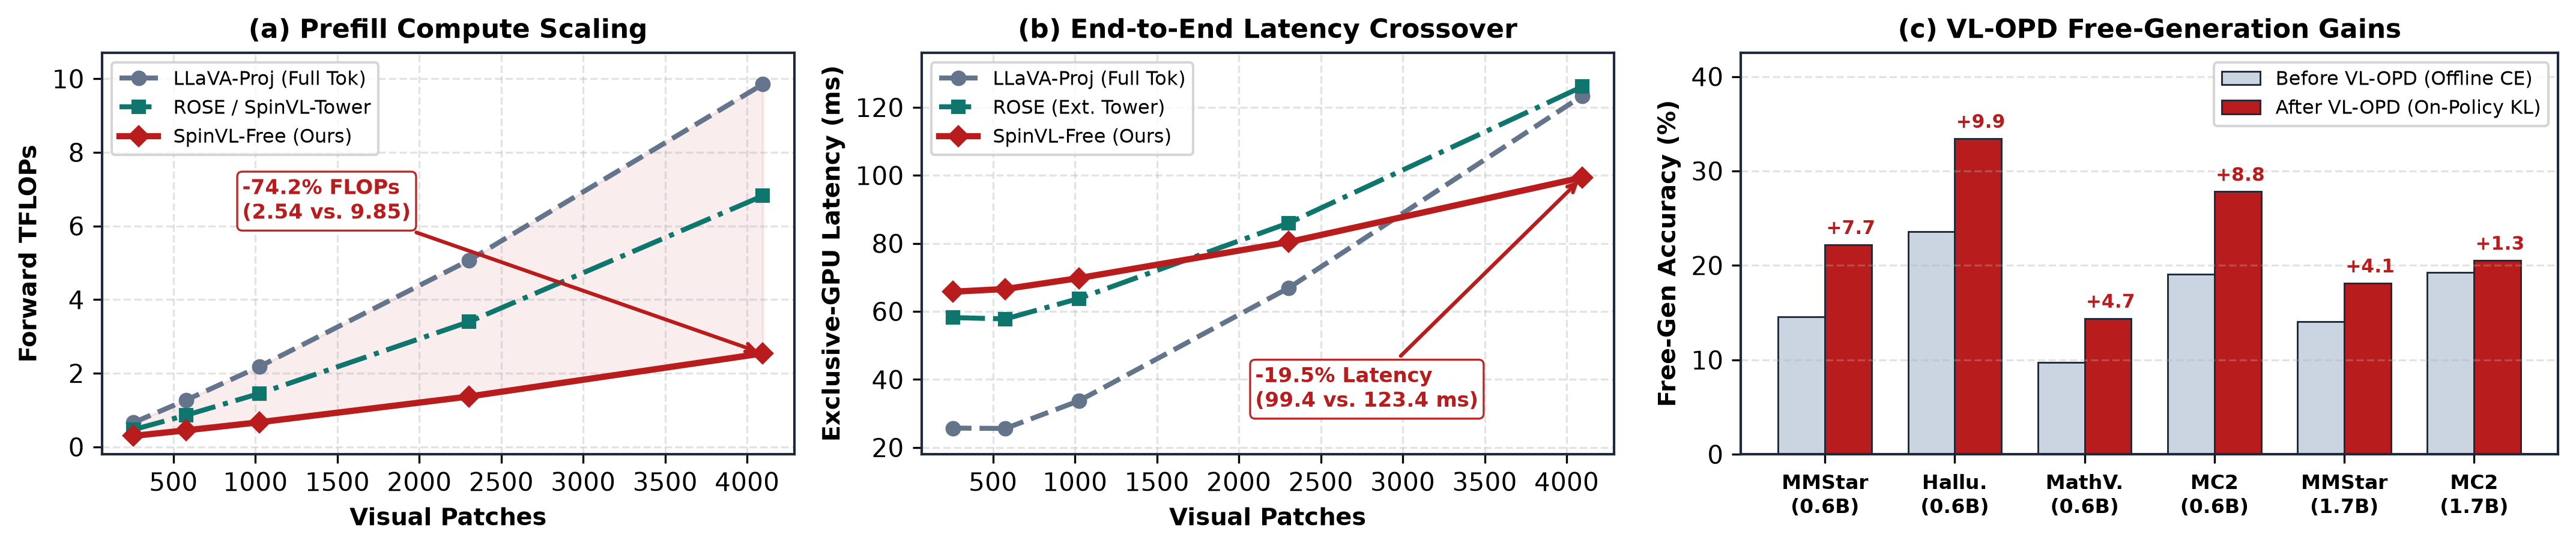 (a) Prefill Compute Scaling
Forward TFLOPs
10
8
6
4
2
0
LLaVA-Proj (Full Tok)
ROSE / SpinVL-Tower
SpinVL-Free (Ours)
-74.2% FLOPs
(2.54 vs. 9.85)
500 1000 1500 2000 2500 3000 3500 4000
Visual Patches
(b) End-to-End Latency Crossover
Exclusive-GPU Latency (ms)
120
100
80
60
40
20
LLaVA-Proj (Full Tok)
ROSE (Ext. Tower)
SpinVL-Free (Ours)
-19.5% Latency
(99.4 vs. 123.4 ms)
500 1000 1500 2000 2500 3000 3500 4000
Visual Patches
(c) VL-OPD Free-Generation Gains
Free-Gen Accuracy (%)
40
30
20
10
0
Before VL-OPD (Offline CE)
After VL-OPD (On-Policy KL)
+7.7
+9.9
+4.7
+8.8
+4.1
+1.3
MMStar
(0.6B)
Hallu.
(0.6B)
MathV.
(0.6B)
MC2
(0.6B)
MMStar
(1.7B)
MC2
(1.7B)